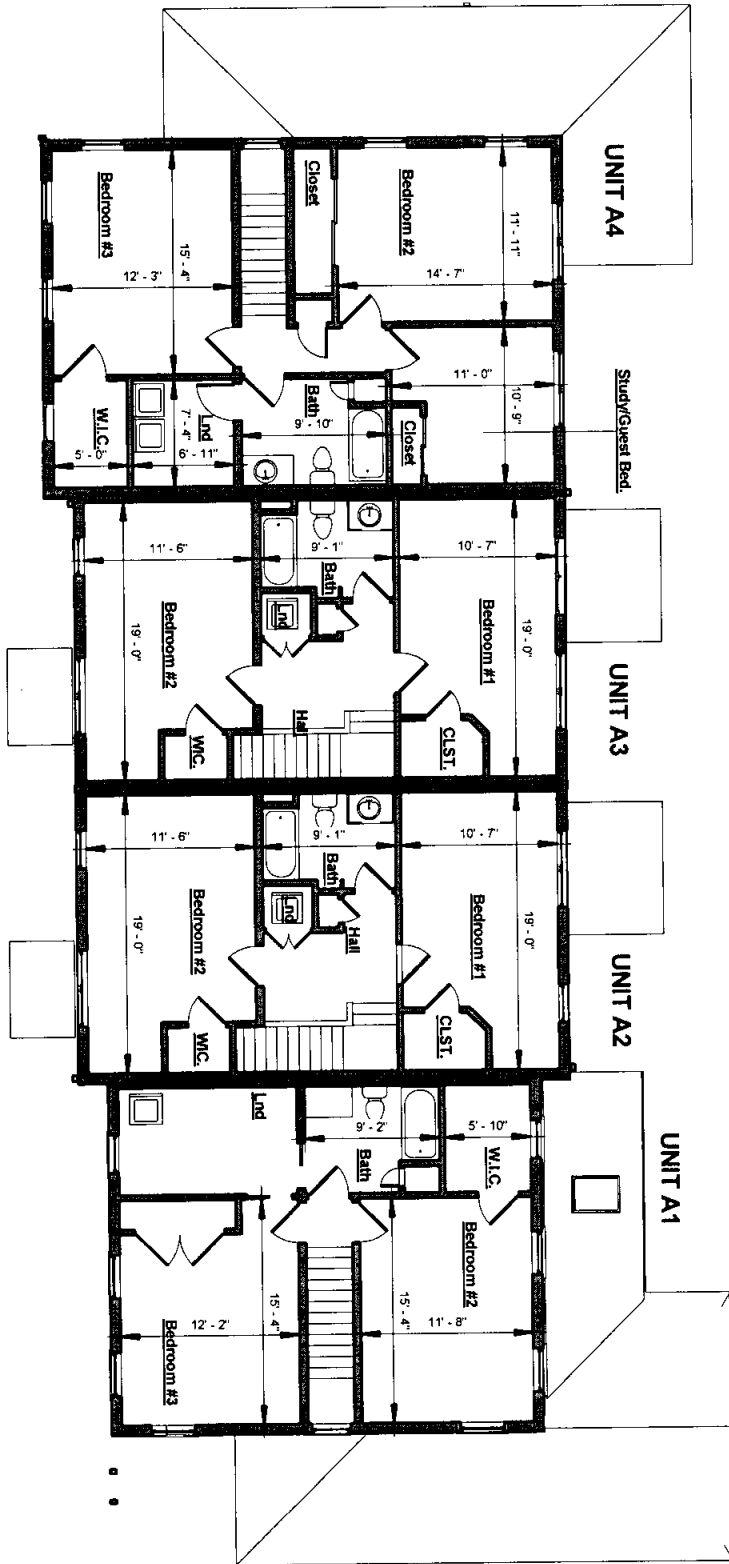 UNIT A4
Bedroom #2
11' - 11"
14' - 7"
Closet
Bedroom #3
15' - 4"
12' - 3"
Study/Guest Bed.
11' - 0"
10' - 9"
Closet
Bath
9' - 10"
Lnd
7' - 4"
6' - 11"
W.I.C.
5' - 0"
UNIT A3
Bedroom #1
10' - 7"
19' - 0"
CLST.
Bath
9' - 1"
Lnd
Hall
Bedroom #2
11' - 6"
19' - 0"
WIC.
UNIT A2
Bedroom #1
10' - 7"
19' - 0"
CLST.
Bath
9' - 1"
Lnd
Hall
Bedroom #2
11' - 6"
19' - 0"
WIC.
UNIT A1
W.I.C.
5' - 10"
Bath
9' - 2"
Lnd
Bedroom #2
15' - 4"
11' - 8"
Bedroom #3
15' - 4"
12' - 2"